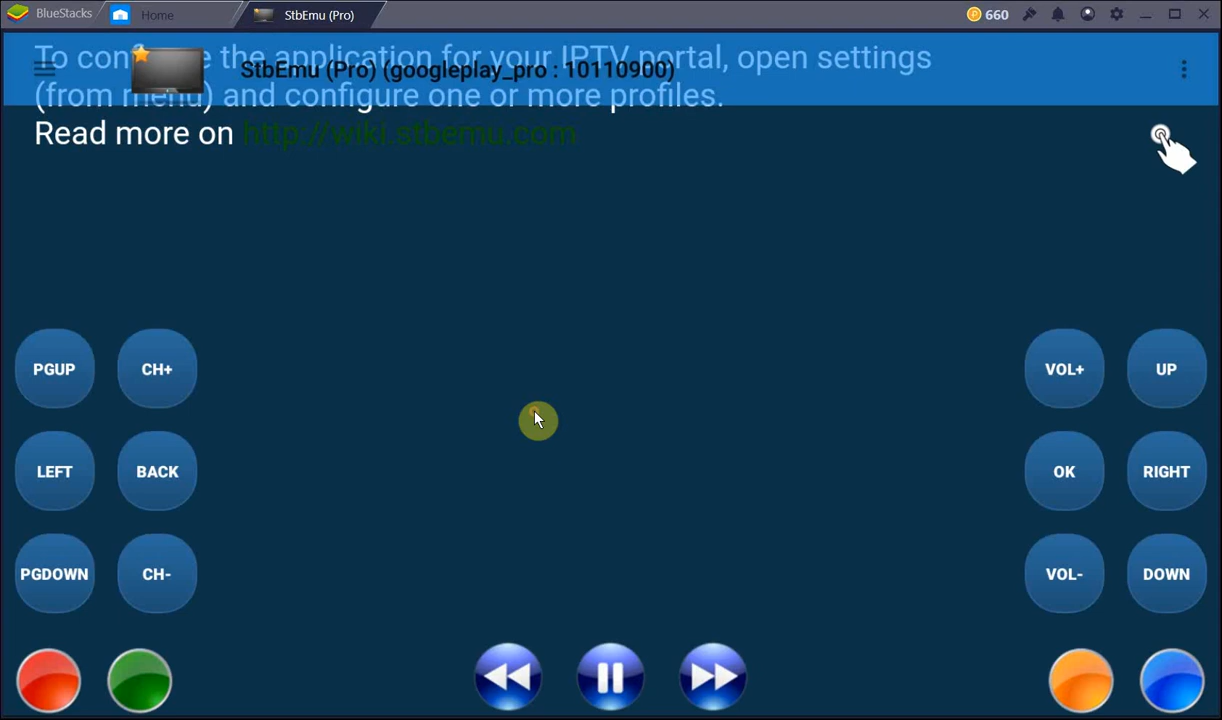 BlueStacks
Home
StbEmu (Pro)
660
To configure the application for your IPTV portal, open settings
(from menu) and configure one or more profiles.
StbEmu (Pro) (googleplay_pro : 10110900)
Read more on http://wiki.stbemu.com
PGUP
CH+
VOL+
UP
LEFT
BACK
OK
RIGHT
PGDOWN
CH-
VOL-
DOWN